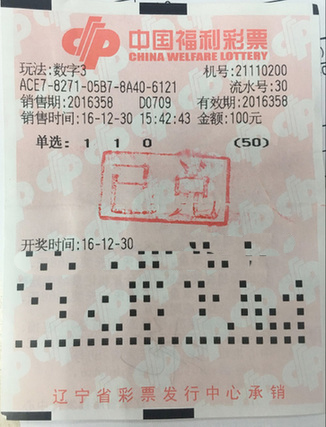 中国福利彩票
CHINA WELFARE LOTTERY
玩法:数字3 机号:21110200
ACE7-8271-05B7-8A40-6121 流水号:30
销售期:2016358 D0709 有效期:2016358
销售时间:16-12-30 15:42:43 金额:100元
单选: 1 1 0 (50)
已兑
开奖时间:16-12-30
辽宁省彩票发行中心承销